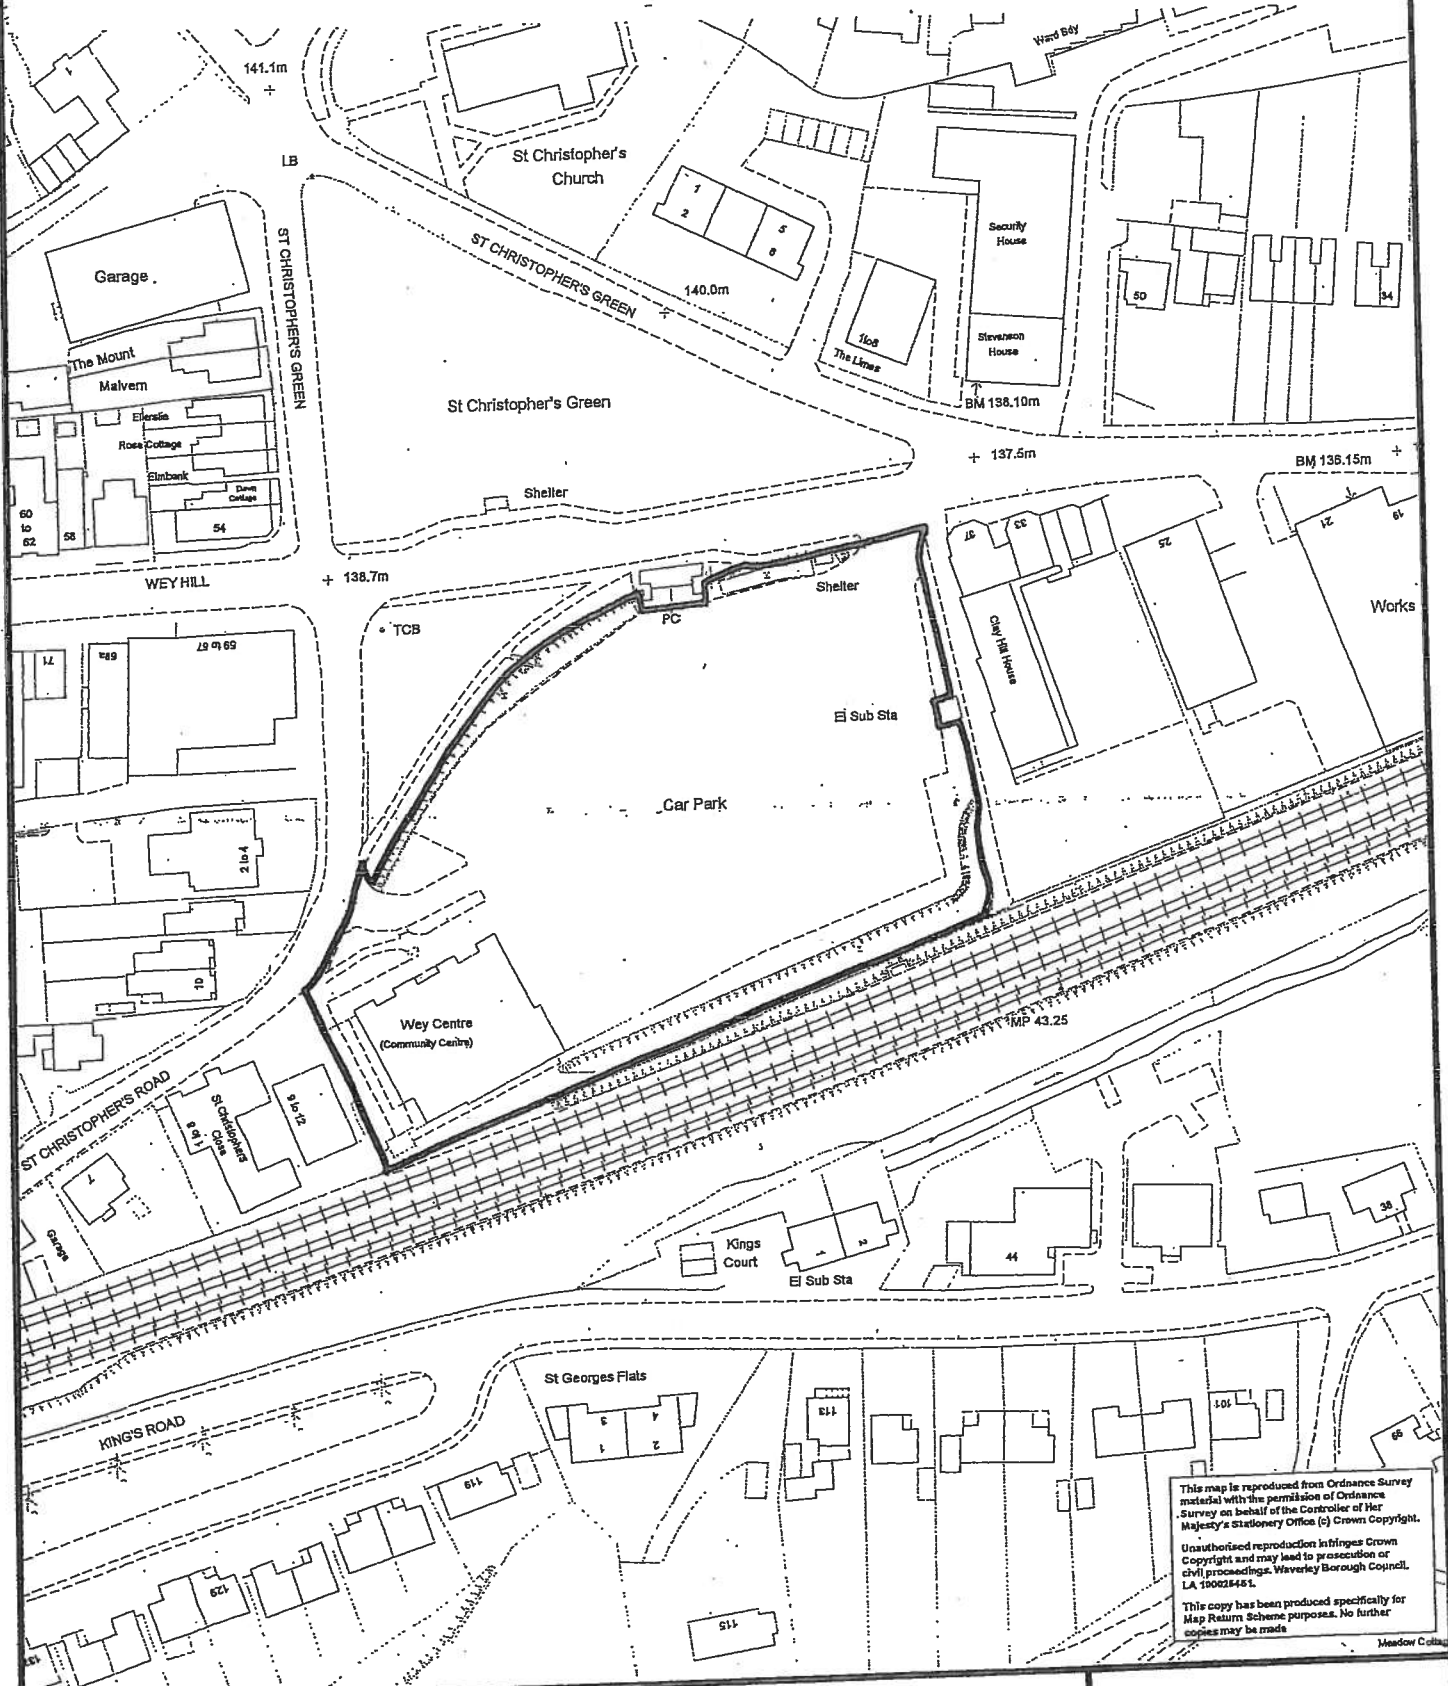 Ward Bdy
1
141.1m
LB
St Christopher's
Church
1
2
5
6
Security
House
ST CHRISTOPHER'S GREEN
ST CHRISTOPHER'S GREEN
140.0m
Garage
50
34
1to8
The Limes
Stevenson
House
The Mount
Malvern
BM 138.10m
St Christopher's Green
Ellerslie
Rose Cottage
Elmbank
Dawn
Cottage
137.5m
BM 136.15m
Shelter
60
to
62
58
54
37
33
25
21
19
WEY HILL
138.7m
Shelter
PC
TCB
Works
Clay Hill House
71
69a
59 to 67
El Sub Sta
Car Park
2 to 4
10
Wey Centre
(Community Centre)
MP 43.25
ST CHRISTOPHER'S ROAD
St Christophers
Close
1 to 8
9 to 12
7
Garage
Kings
Court
1
2
El Sub Sta
44
38
St Georges Flats
3
4
1
2
113
101
99
KING'S ROAD
119
129
115
137
This map is reproduced from Ordnance Survey
material with the permission of Ordnance
Survey on behalf of the Controller of Her
Majesty's Stationery Office (c) Crown Copyright.
Unauthorised reproduction infringes Crown
Copyright and may lead to prosecution or
civil proceedings. Waverley Borough Council.
LA 100025451.
This copy has been produced specifically for
Map Return Scheme purposes. No further
copies may be made
Meadow